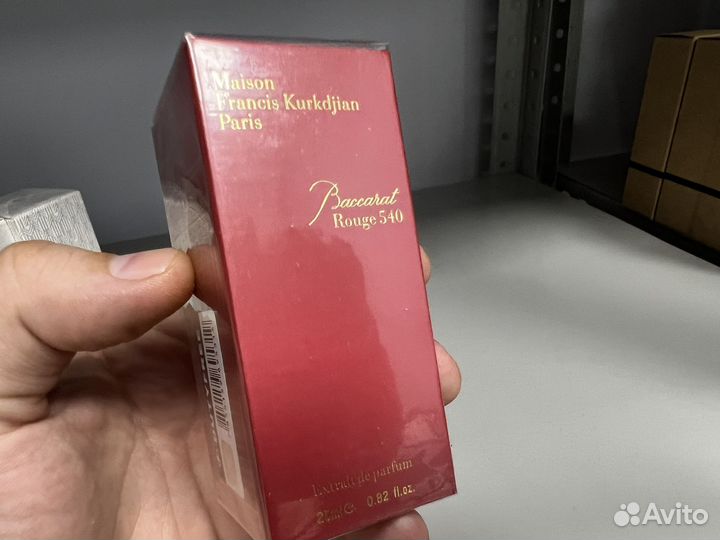 Maison
Francis Kurkdjian
Paris
Baccarat
Rouge 540
Extrait de parfum
25ml℮ 0.82 fl.oz.
Avito